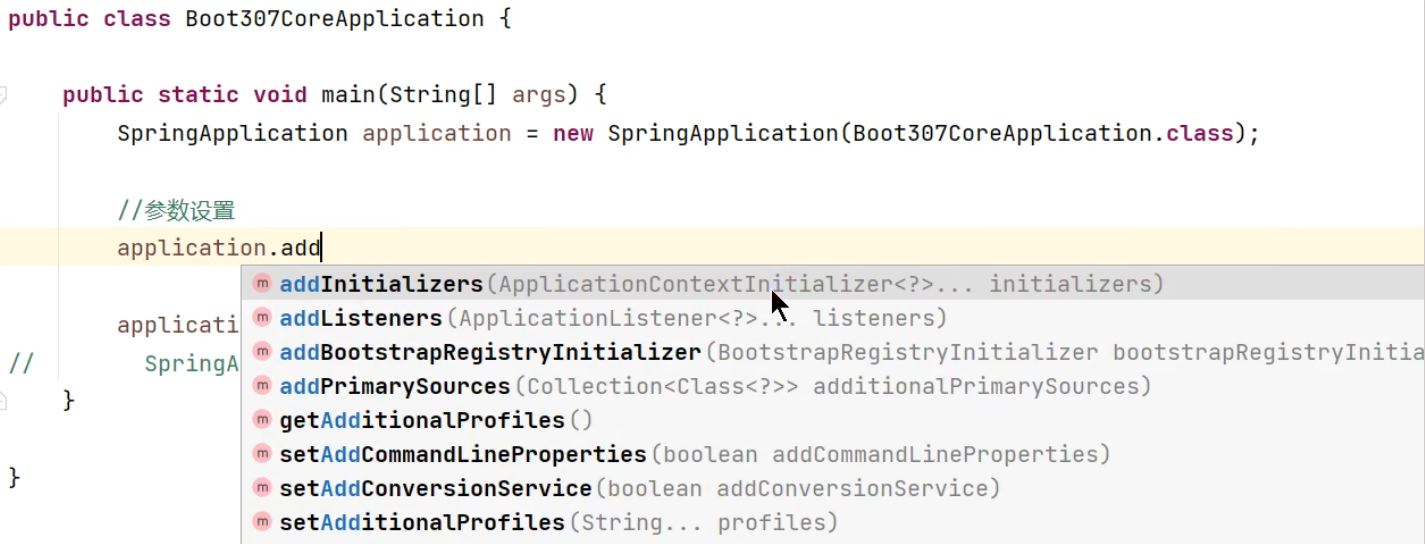 public class Boot307CoreApplication {
public static void main(String[] args) {
SpringApplication application = new SpringApplication(Boot307CoreApplication.class);
//参数设置
application.add
m addInitializers(ApplicationContextInitializer<?>... initializers)
m addListeners(ApplicationListener<?>... listeners)
applicati
m addBootstrapRegistryInitializer(BootstrapRegistryInitializer bootstrapRegistryInitia
// SpringA
m addPrimarySources(Collection<Class<?>> additionalPrimarySources)
}
m getAdditionalProfiles()
m setAddCommandLineProperties(boolean addCommandLineProperties)
}
m setAddConversionService(boolean addConversionService)
m setAdditionalProfiles(String... profiles)